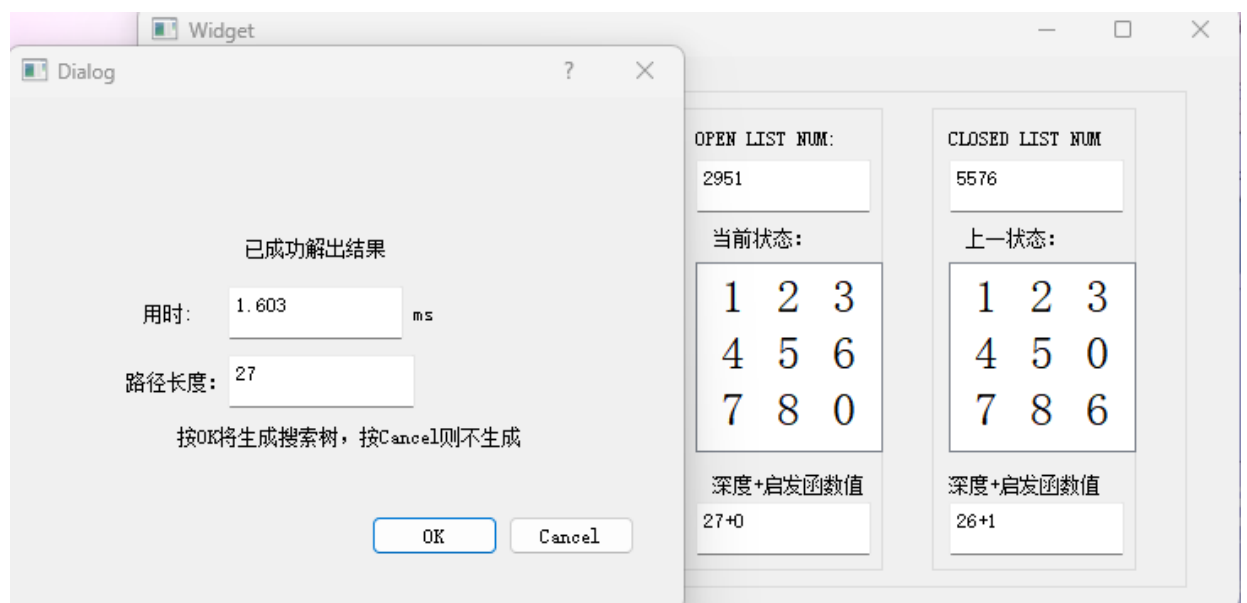 Widget
Dialog
已成功解出结果
用时:
1.603
ms
路径长度:
27
按OK将生成搜索树，按Cancel则不生成
OK
Cancel
OPEN LIST NUM:
2951
当前状态:
1 2 3
4 5 6
7 8 0
深度+启发函数值
27+0
CLOSED LIST NUM
5576
上一状态:
1 2 3
4 5 0
7 8 6
深度+启发函数值
26+1